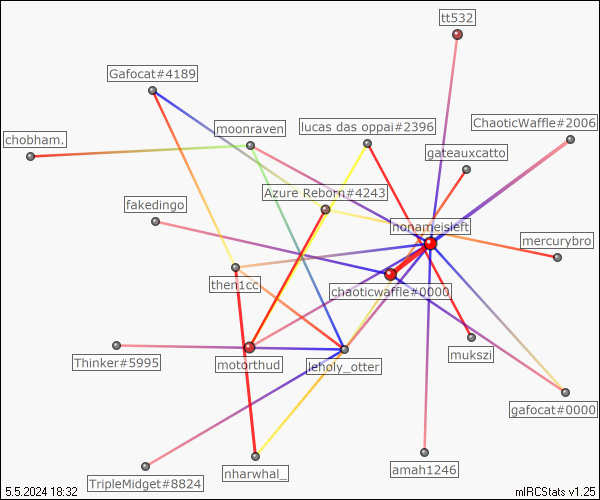 tt532
Gafocat#4189
ChaoticWaffle#2006
moonraven
lucas das oppai#2396
chobham.
gateauxcatto
Azure Reborn#4243
fakedingo
nonameisleft
mercurybro
then1cc
chaoticwaffle#0000
Thinker#5995
motorthud
leholy_otter
mukszi
gafocat#0000
TripleMidget#8824
nharwhal_
amah1246
5.5.2024 18:32
mIRCStats v1.25